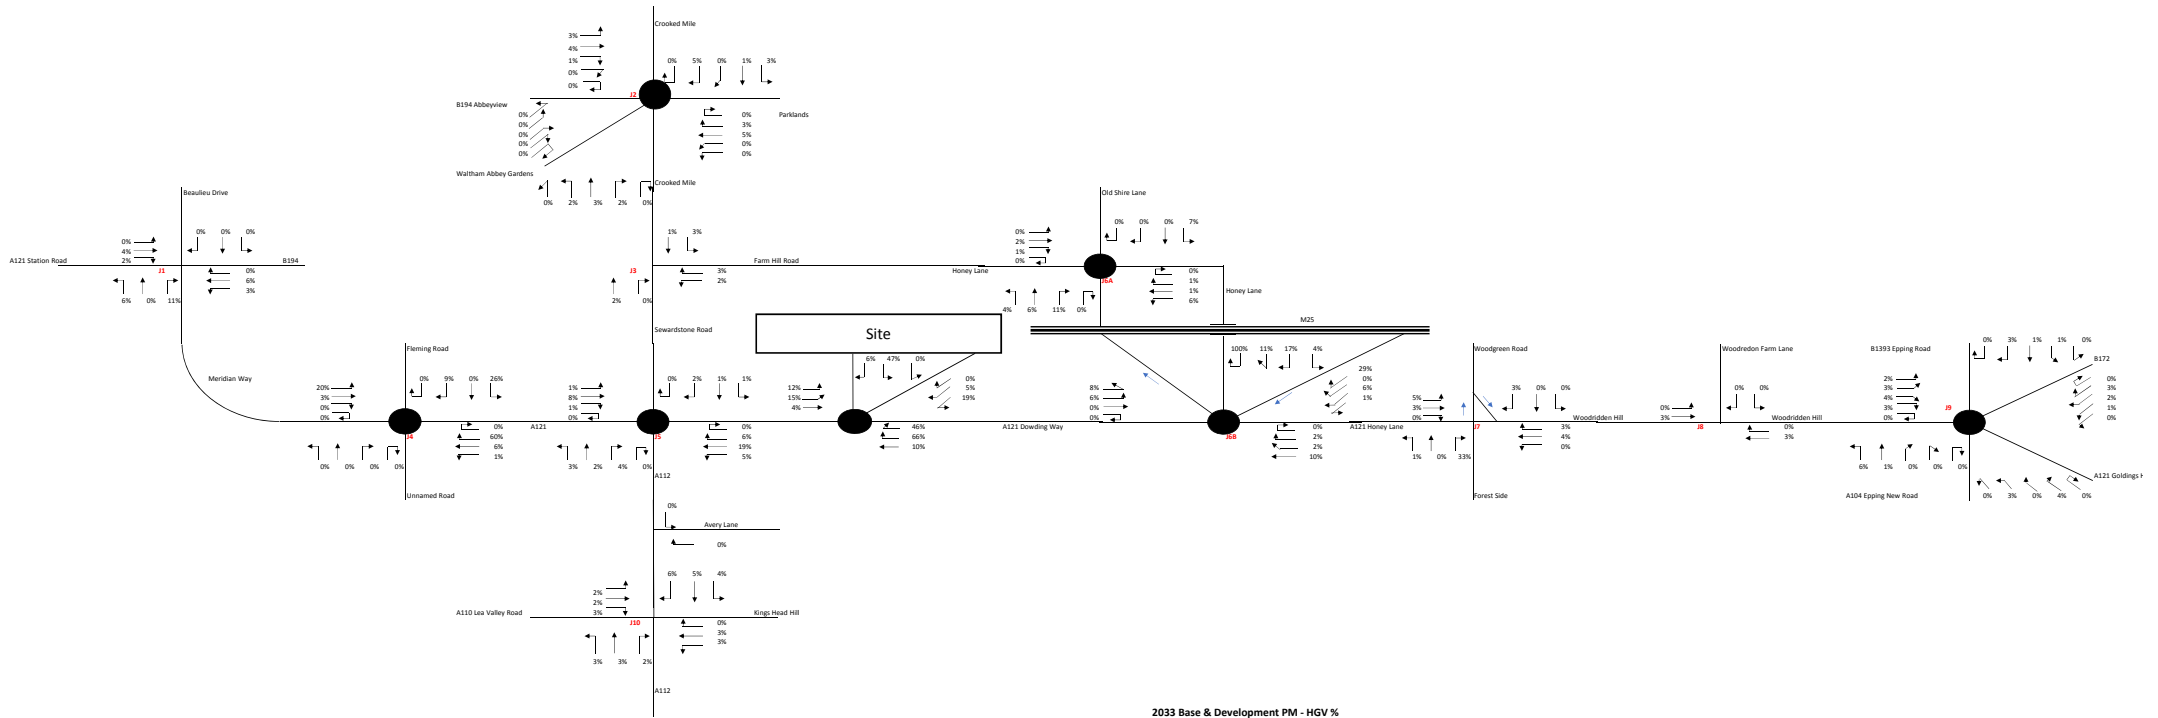 Crooked Mile
3%
4%
1%
0%
0%
0% 5% 0% 1% 3%
J2
B194 Abbeyview
0%
0%
0%
0%
0%
0%
3%
5%
0%
0%
Parklands
Waltham Abbey Gardens
Crooked Mile
0% 2% 3% 2% 0%
Beaulieu Drive
0% 0% 0%
0%
4%
2%
A121 Station Road
J1
B194
0%
6%
3%
6% 0% 11%
1% 3%
J3
Farm Hill Road
3%
2%
2% 0%
Old Shire Lane
0% 0% 0% 7%
0%
2%
1%
0%
Honey Lane
J6A
0%
1%
1%
6%
4% 6% 11% 0%
Honey Lane
M25
Sewardstone Road
Site
Meridian Way
Fleming Road
0% 9% 0% 26%
20%
3%
0%
0%
J4
0%
60%
6%
1%
0% 0% 0% 0%
Unnamed Road
A121
0% 2% 1% 1%
1%
8%
1%
0%
J5
0%
6%
19%
5%
3% 2% 4% 0%
A112
6% 47% 0%
12%
15%
4%
0%
5%
19%
46%
66%
10%
A121 Dowding Way
100% 11% 17% 4%
8%
6%
0%
0%
29%
0%
6%
1%
J6B
0%
2%
2%
10%
A121 Honey Lane
Woodgreen Road
3% 0% 0%
5%
3%
0%
J7
3%
4%
0%
1% 0% 33%
Forest Side
Woodridden Hill
Woodredon Farm Lane
0% 0%
0%
3%
J8
Woodridden Hill
0%
3%
B1393 Epping Road
0% 3% 1% 1% 0%
B172
2%
3%
4%
3%
0%
J9
0%
3%
2%
1%
0%
6% 1% 0% 0% 0%
A104 Epping New Road
0% 3% 0% 4% 0%
A121 Goldings H
0%
Avery Lane
0%
6% 5% 4%
2%
2%
3%
A110 Lea Valley Road
J10
Kings Head Hill
0%
3%
3%
3% 3% 2%
A112
2033 Base & Development PM - HGV %